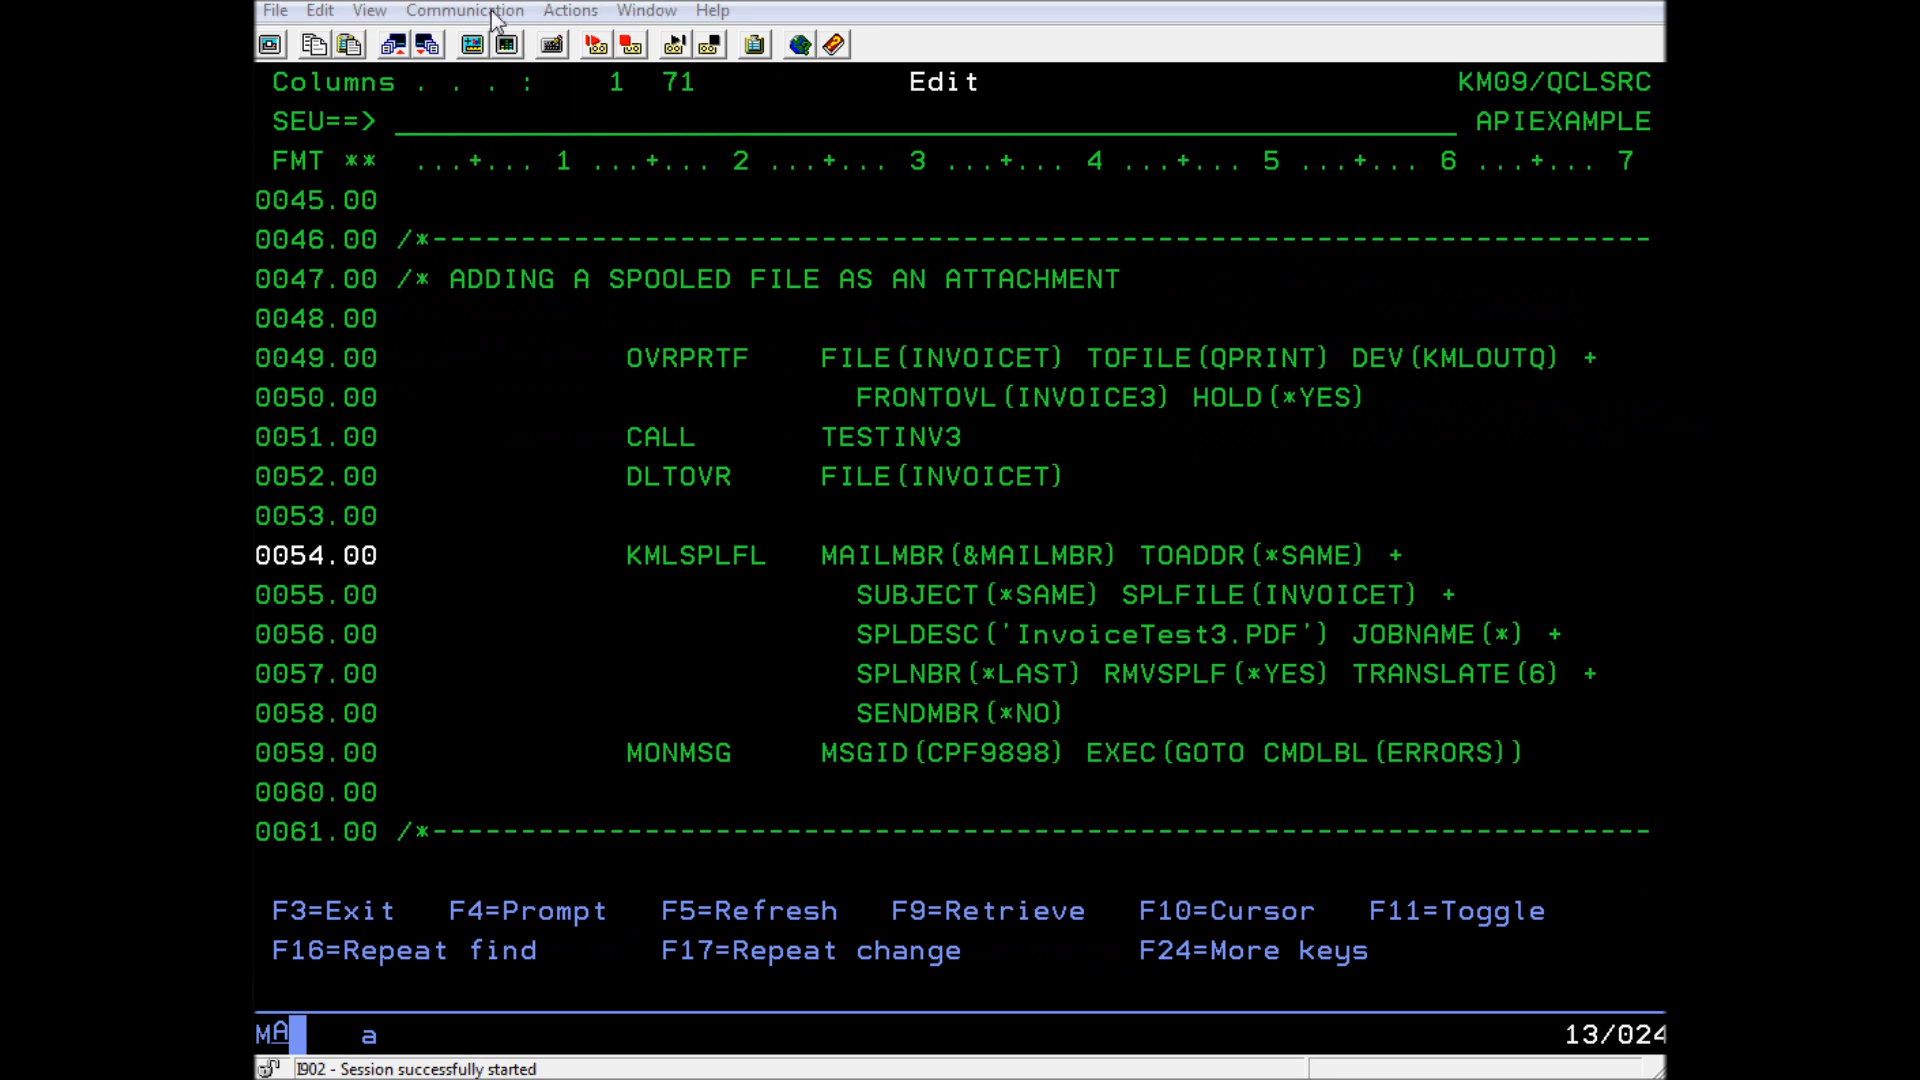 File Edit View Communication Actions Window Help
Columns . . . : 1 71 Edit KM09/QCLSRC
SEU==> APIEXAMPLE
FMT ** ...+... 1 ...+... 2 ...+... 3 ...+... 4 ...+... 5 ...+... 6 ...+... 7
0045.00
0046.00 /*---------------------------------------------------------------------
0047.00 /* ADDING A SPOOLED FILE AS AN ATTACHMENT
0048.00
0049.00 OVRPRTF FILE(INVOICET) TOFILE(QPRINT) DEV(KMLOUTQ) +
0050.00 FRONTOVL(INVOICE3) HOLD(*YES)
0051.00 CALL TESTINV3
0052.00 DLTOVR FILE(INVOICET)
0053.00
0054.00 KMLSPLFL MAILMBR(&MAILMBR) TOADDR(*SAME) +
0055.00 SUBJECT(*SAME) SPLFILE(INVOICET) +
0056.00 SPLDESC('InvoiceTest3.PDF') JOBNAME(*) +
0057.00 SPLNBR(*LAST) RMVSPLF(*YES) TRANSLATE(6) +
0058.00 SENDMBR(*NO)
0059.00 MONMSG MSGID(CPF9898) EXEC(GOTO CMDLBL(ERRORS))
0060.00
0061.00 /*---------------------------------------------------------------------
F3=Exit F4=Prompt F5=Refresh F9=Retrieve F10=Cursor F11=Toggle
F16=Repeat find F17=Repeat change F24=More keys
MA a 13/024
I902 - Session successfully started